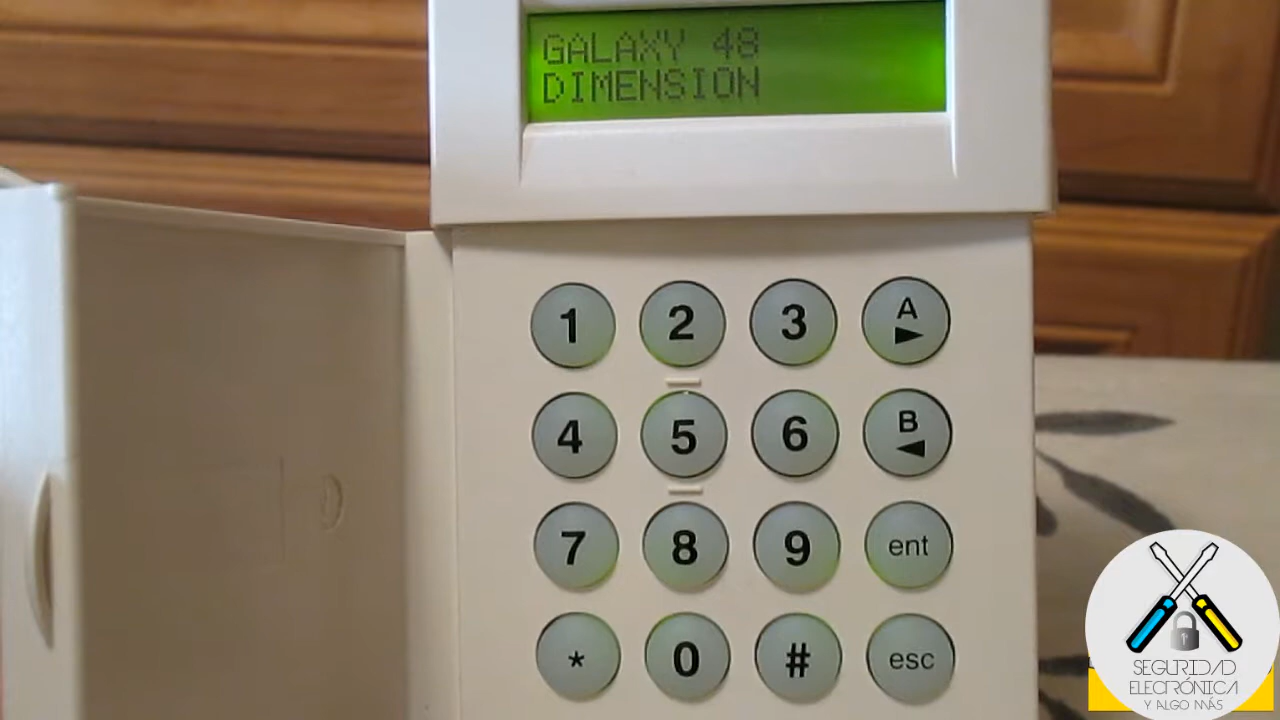 GALAXY 48
DIMENSION
1 2 3 A
4 5 6 B
7 8 9 ent
* 0 # esc
SEGURIDAD
ELECTRÓNICA
Y ALGO MÁS